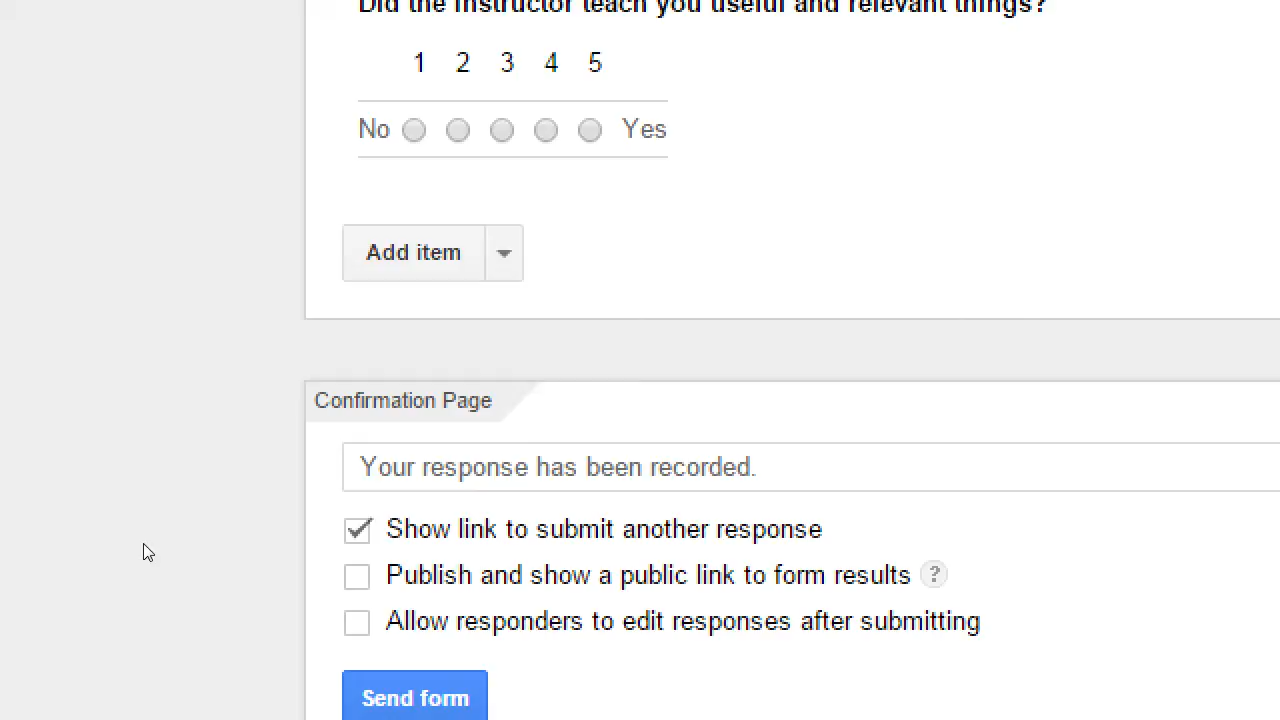 Did the instructor teach you useful and relevant things?
1 2 3 4 5
No Yes
Add item
Confirmation Page
Your response has been recorded.
Show link to submit another response
Publish and show a public link to form results ?
Allow responders to edit responses after submitting
Send form